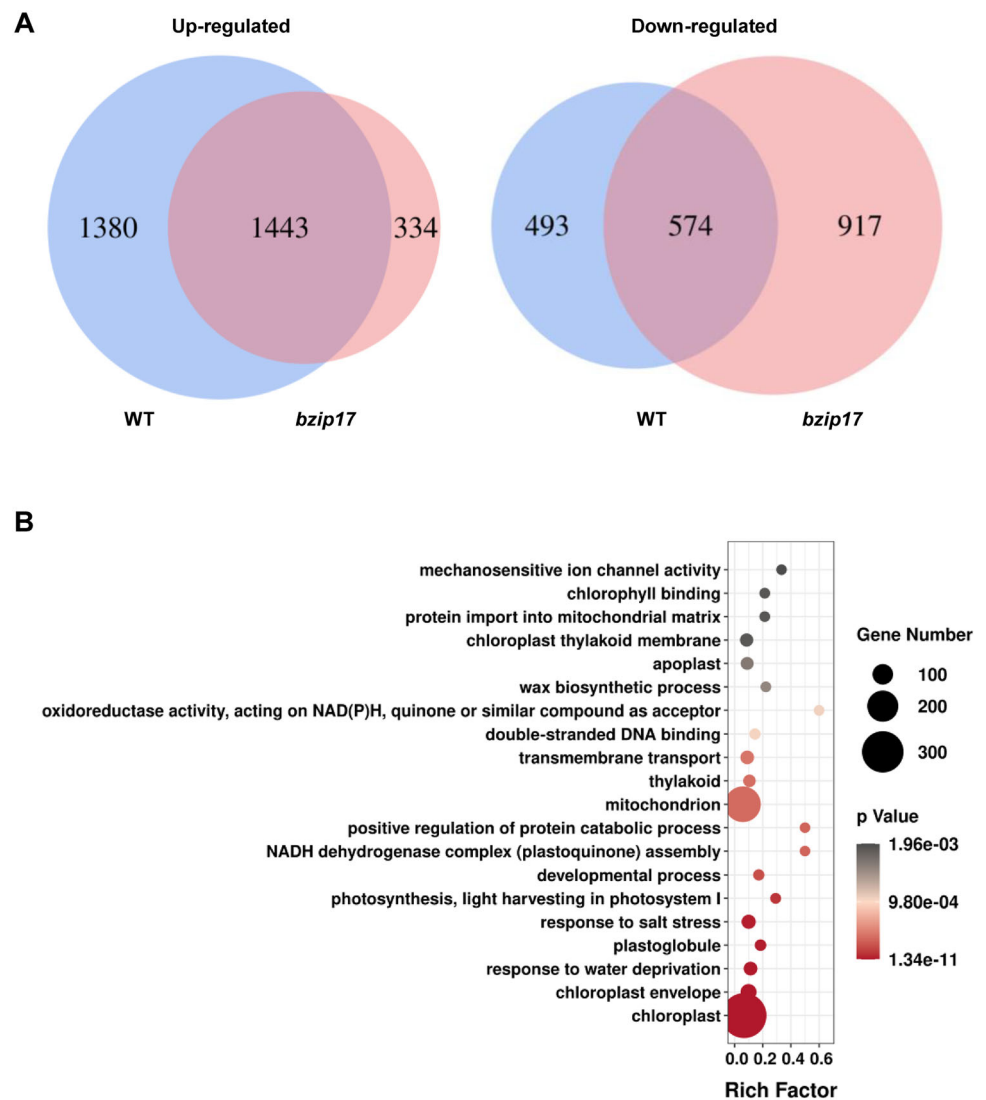 A
Up-regulated
Down-regulated
1380
1443
334
493
574
917
WT
bzip17
WT
bzip17
B
mechanosensitive ion channel activity
chlorophyll binding
protein import into mitochondrial matrix
chloroplast thylakoid membrane
apoplast
wax biosynthetic process
oxidoreductase activity, acting on NAD(P)H, quinone or similar compound as acceptor
double-stranded DNA binding
transmembrane transport
thylakoid
mitochondrion
positive regulation of protein catabolic process
NADH dehydrogenase complex (plastoquinone) assembly
developmental process
photosynthesis, light harvesting in photosystem I
response to salt stress
plastoglobule
response to water deprivation
chloroplast envelope
chloroplast
0.0 0.2 0.4 0.6
Rich Factor
Gene Number
100
200
300
p Value
1.96e-03
9.80e-04
1.34e-11